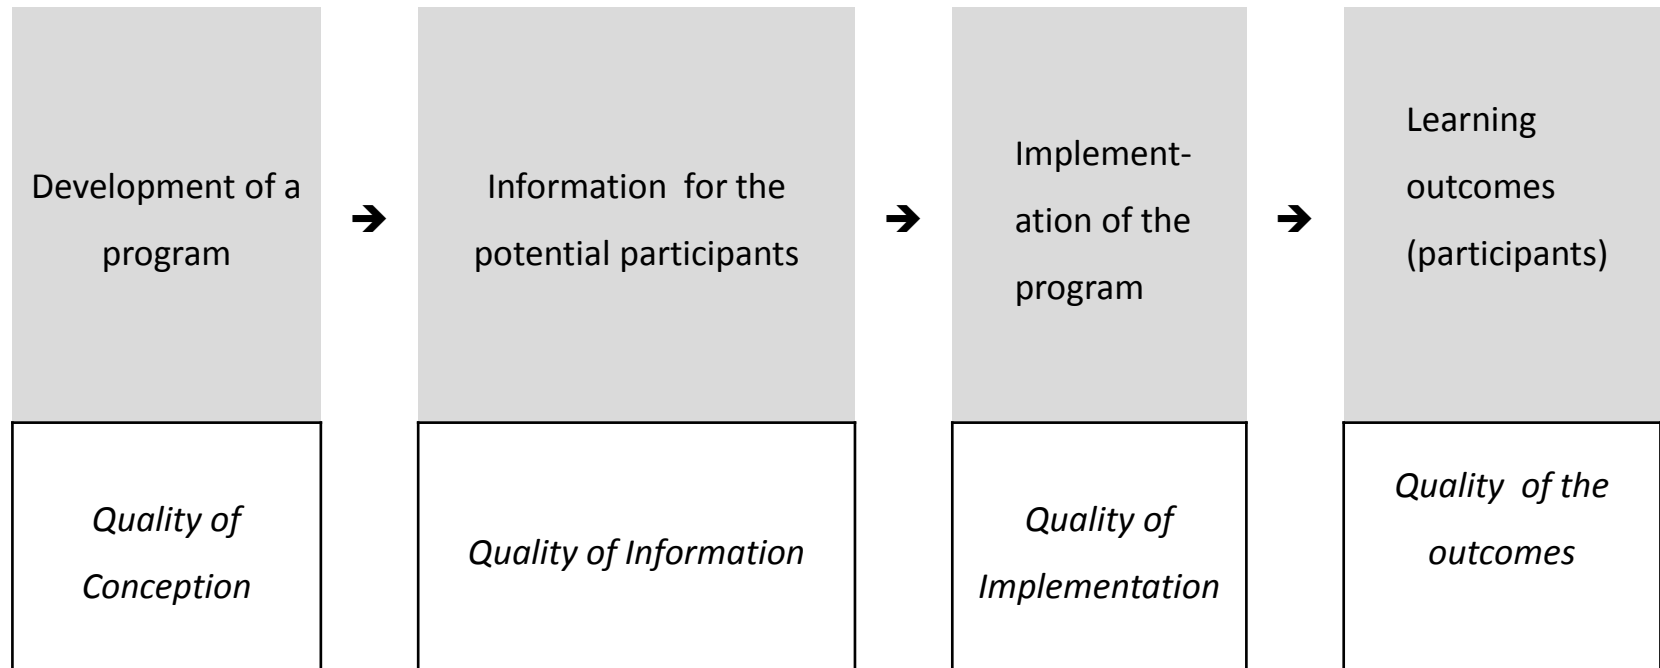 Development of a
program
➔
Information  for the
potential participants
➔
Implement-
ation of the
program
➔
Learning
outcomes
(participants)
Quality of
Conception
Quality of Information
Quality of
Implementation
Quality  of the
outcomes